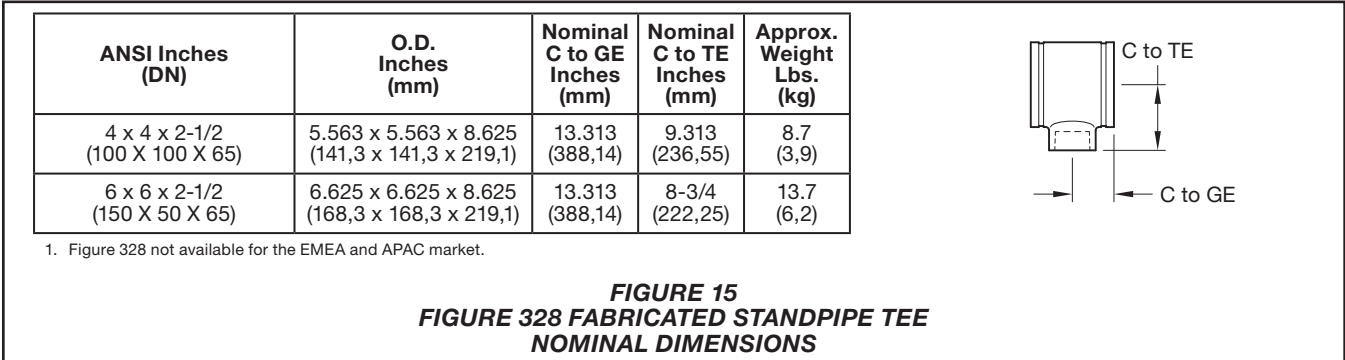 ANSI Inches
(DN)
O.D.
Inches
(mm)
Nominal
C to GE
Inches
(mm)
Nominal
C to TE
Inches
(mm)
Approx.
Weight
Lbs.
(kg)
4 x 4 x 2-1/2
(100 X 100 X 65)
5.563 x 5.563 x 8.625
(141,3 x 141,3 x 219,1)
13.313
(388,14)
9.313
(236,55)
8.7
(3,9)
6 x 6 x 2-1/2
(150 X 50 X 65)
6.625 x 6.625 x 8.625
(168,3 x 168,3 x 219,1)
13.313
(388,14)
8-3/4
(222,25)
13.7
(6,2)
1. Figure 328 not available for the EMEA and APAC market.
C to TE
C to GE
FIGURE 15
FIGURE 328 FABRICATED STANDPIPE TEE
NOMINAL DIMENSIONS